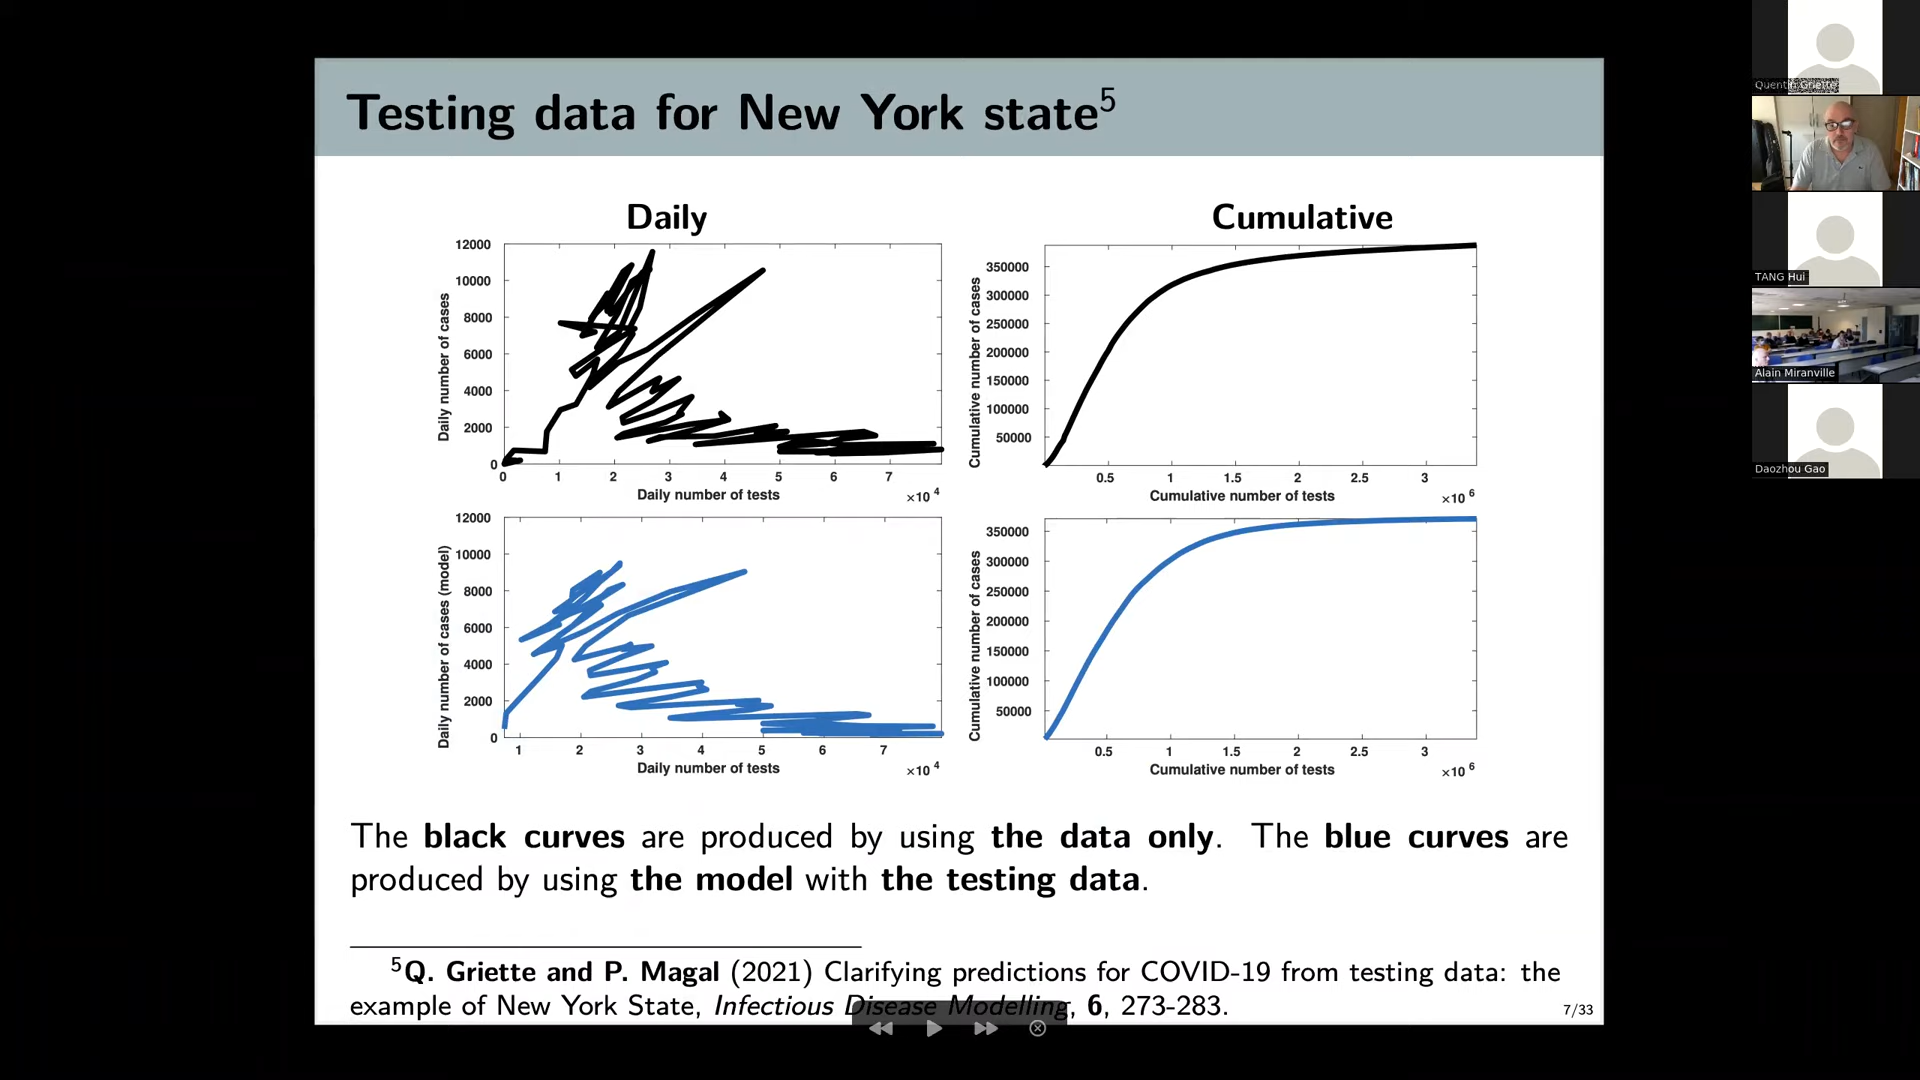 Testing data for New York state5
Daily
Cumulative
12000
10000
8000
6000
4000
2000
0
Daily number of cases
0 1 2 3 4 5 6 7
Daily number of tests
×10 4
350000
300000
250000
200000
150000
100000
50000
Cumulative number of cases
0.5 1 1.5 2 2.5 3
Cumulative number of tests
×10 6
12000
10000
8000
6000
4000
2000
0
Daily number of cases (model)
1 2 3 4 5 6 7
Daily number of tests
×10 4
350000
300000
250000
200000
150000
100000
50000
Cumulative number of cases
0.5 1 1.5 2 2.5 3
Cumulative number of tests
×10 6
The black curves are produced by using the data only. The blue curves are
produced by using the model with the testing data.
5Q. Griette and P. Magal (2021) Clarifying predictions for COVID-19 from testing data: the
example of New York State, Infectious Disease Modelling, 6, 273-283.
7/33
Quentin Griette
TANG Hui
Alain Miranville
Daozhou Gao